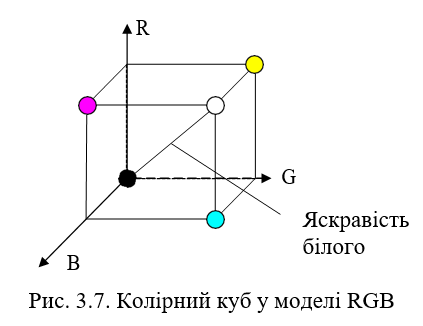 R
G
Яскравість
білого
B
Рис. 3.7. Колірний куб у моделі RGB